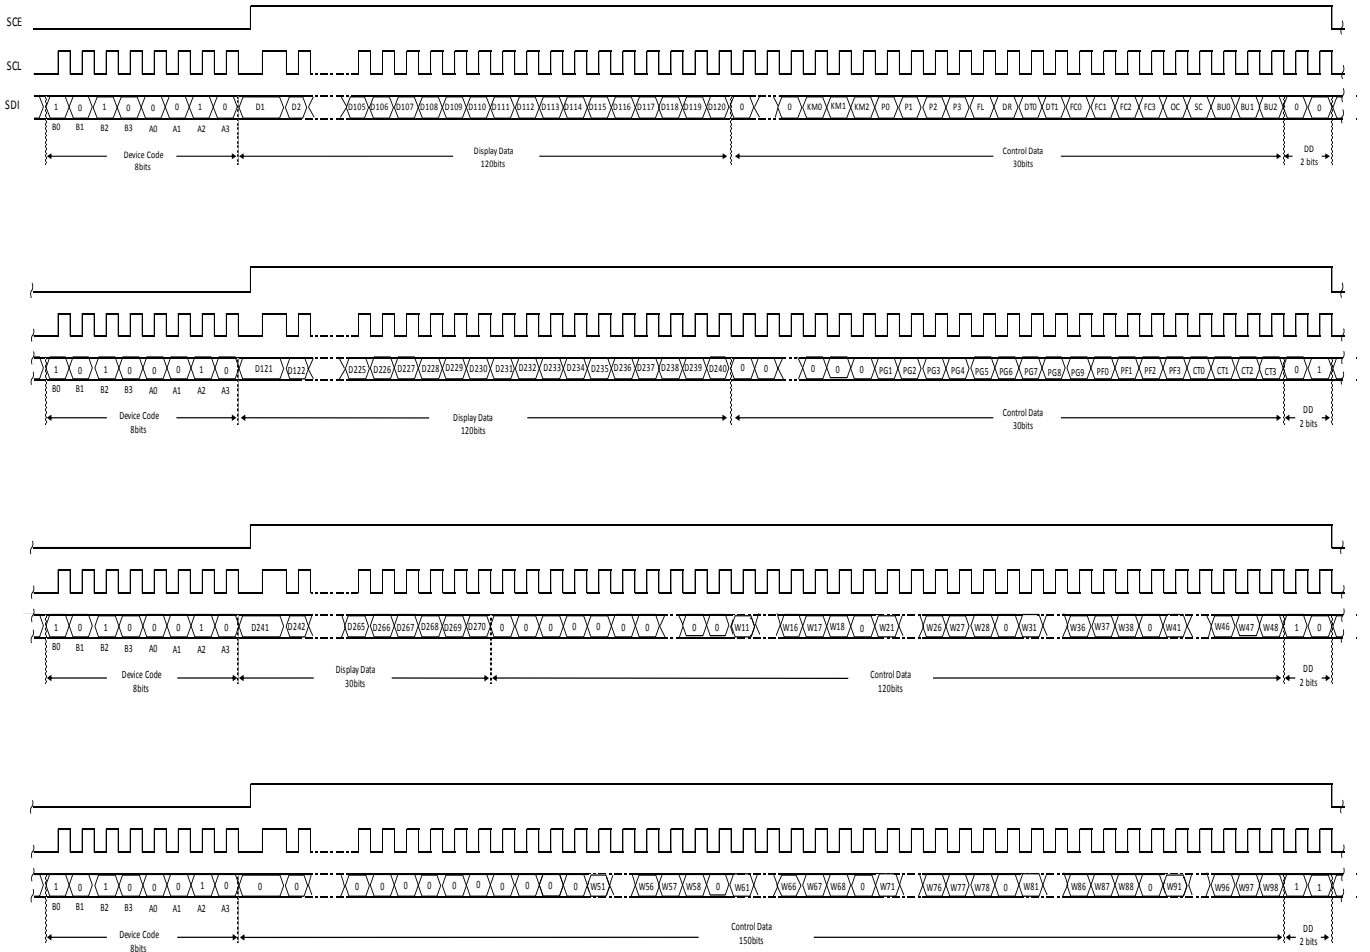 SCE
SCL
SDI 1 0 1 0 0 0 1 0 D1 D2 D105 D106 D107 D108 D109 D110 D111 D112 D113 D114 D115 D116 D117 D118 D119 D120 0 0 KM0 KM1 KM2 P0 P1 P2 P3 FL DR DT0 DT1 FC0 FC1 FC2 FC3 OC SC BU0 BU1 BU2 0 0
B0 B1 B2 B3 A0 A1 A2 A3
Device Code Display Data Control Data DD
8bits 120bits 30bits 2 bits
1 0 1 0 0 0 1 0 D121 D122 D225 D226 D227 D228 D229 D230 D231 D232 D233 D234 D235 D236 D237 D238 D239 D240 0 0 0 0 0 PG1 PG2 PG3 PG4 PG5 PG6 PG7 PG8 PG9 PF0 PF1 PF2 PF3 CT0 CT1 CT2 CT3 0 1
B0 B1 B2 B3 A0 A1 A2 A3
Device Code Display Data Control Data DD
8bits 120bits 30bits 2 bits
1 0 1 0 0 0 1 0 D241 D242 D265 D266 D267 D268 D269 D270 0 0 0 0 0 0 0 0 0 W11 W16 W17 W18 0 W21 W26 W27 W28 0 W31 W36 W37 W38 0 W41 W46 W47 W48 1 0
B0 B1 B2 B3 A0 A1 A2 A3
Device Code Display Data Control Data DD
8bits 30bits 120bits 2 bits
1 0 1 0 0 0 1 0 0 0 0 0 0 0 0 0 0 0 0 0 W51 W56 W57 W58 0 W61 W66 W67 W68 0 W71 W76 W77 W78 0 W81 W86 W87 W88 0 W91 W96 W97 W98 1 1
B0 B1 B2 B3 A0 A1 A2 A3
Device Code Control Data DD
8bits 150bits 2 bits